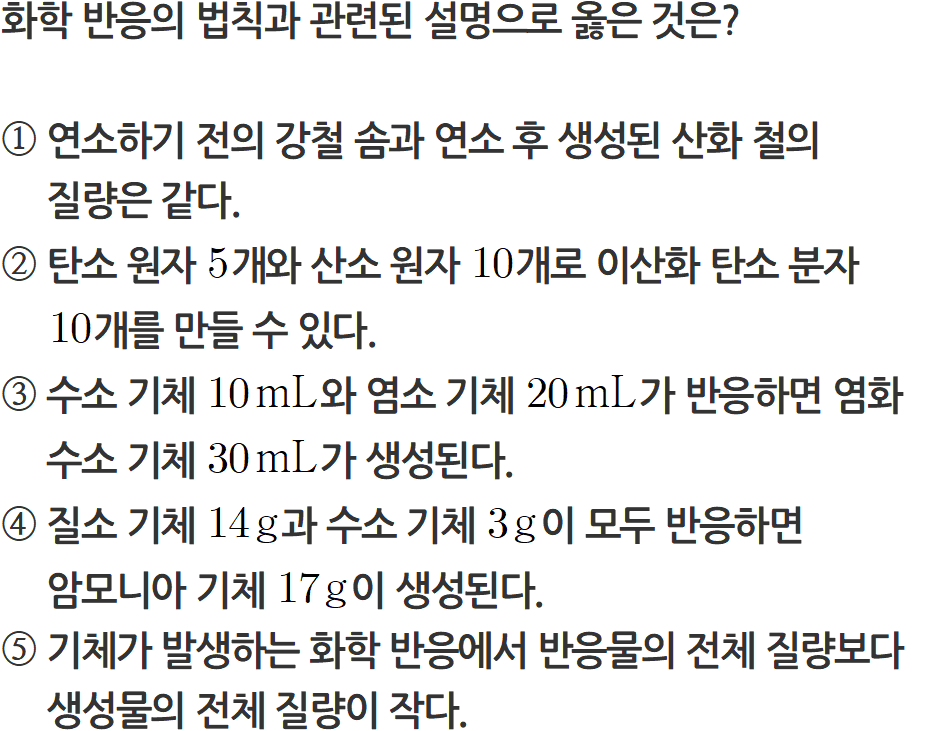 화학 반응의 법칙과 관련된 설명으로 옳은 것은?
① 연소하기 전의 강철 솜과 연소 후 생성된 산화 철의
질량은 같다.
② 탄소 원자 5개와 산소 원자 10개로 이산화 탄소 분자
10개를 만들 수 있다.
③ 수소 기체 10 mL와 염소 기체 20 mL가 반응하면 염화
수소 기체 30 mL가 생성된다.
④ 질소 기체 14 g과 수소 기체 3 g이 모두 반응하면
암모니아 기체 17 g이 생성된다.
⑤ 기체가 발생하는 화학 반응에서 반응물의 전체 질량보다
생성물의 전체 질량이 작다.